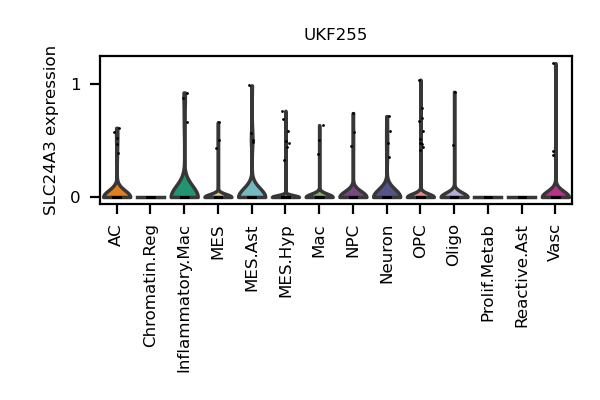 UKF255
SLC24A3 expression
1
0
AC
Chromatin.Reg
Inflammatory.Mac
MES
MES.Ast
MES.Hyp
Mac
NPC
Neuron
OPC
Oligo
Prolif.Metab
Reactive.Ast
Vasc